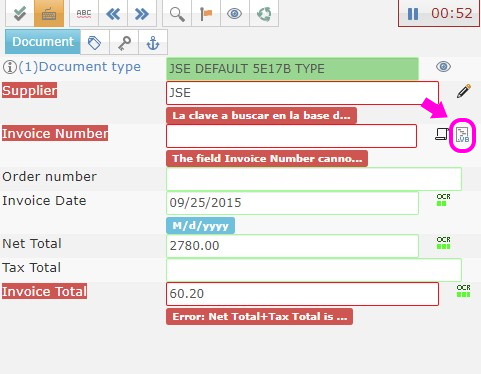 ABC
00:52
Document
(1)Document type JSE DEFAULT 5E17B TYPE
Supplier JSE
La clave a buscar en la base d...
Invoice Number
The field Invoice Number canno...
Order number
Invoice Date 09/25/2015 OCR
M/d/yyyy
Net Total 2780.00 OCR
Tax Total
Invoice Total 60.20 OCR
Error: Net Total+Tax Total is ...